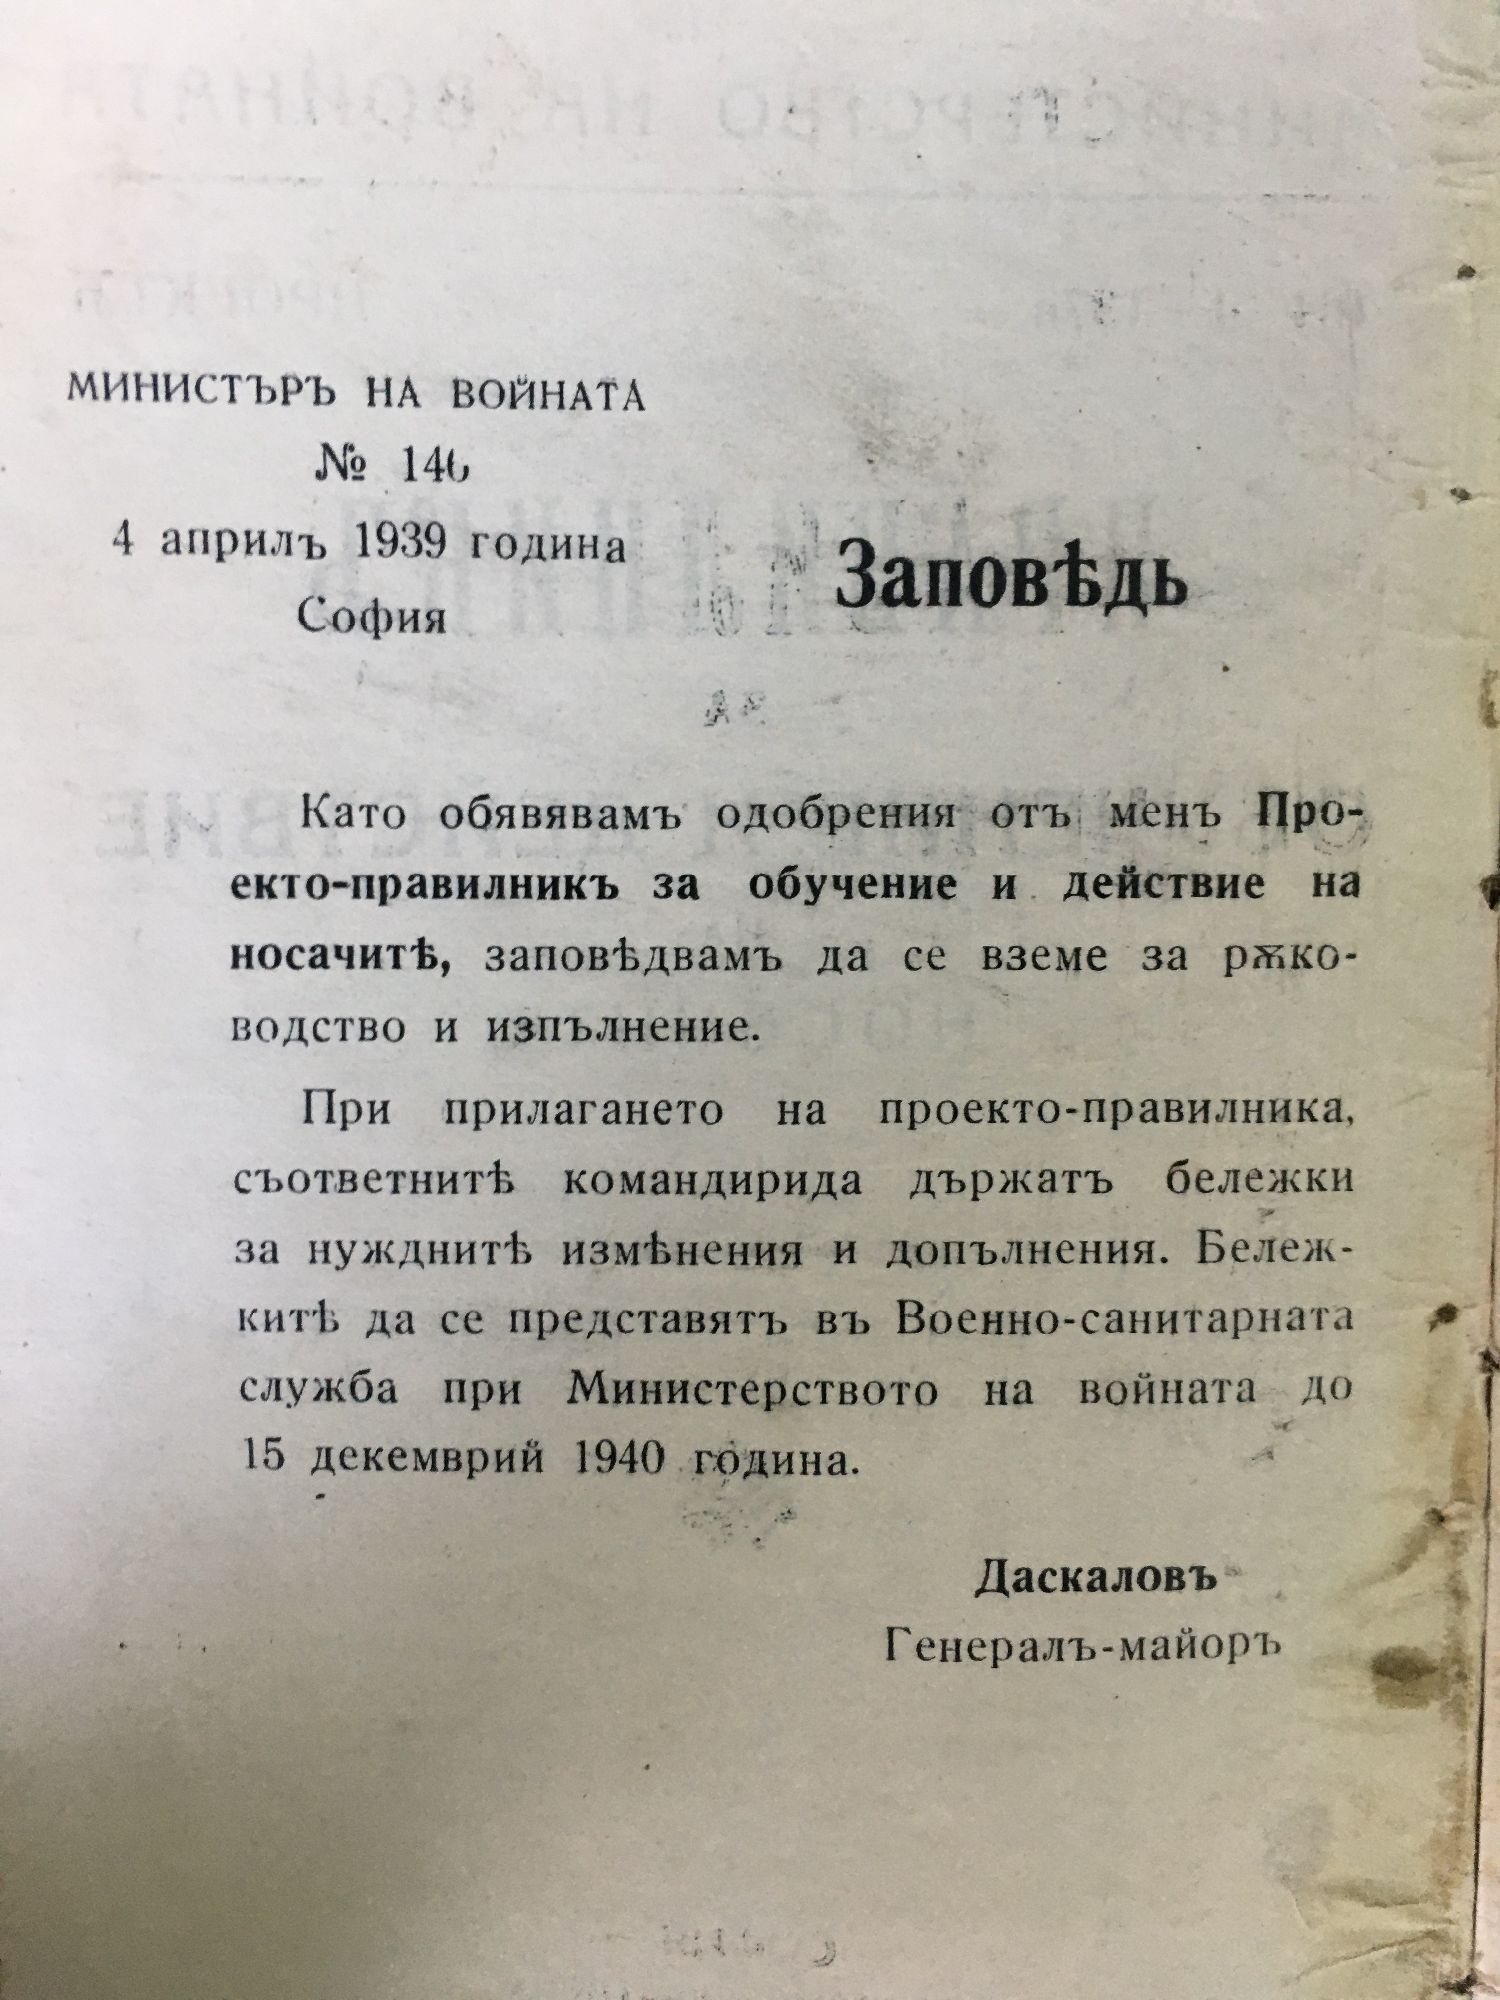 МИНИСТЪРЪ НА ВОЙНАТА
№ 146
4 априлъ 1939 година
София
Заповѣдь
Като обявявамъ одобрения отъ менъ Про-
екто-правилникъ за обучение и действие на
носачитѣ, заповѣдвамъ да се вземе за рѫко-
водство и изпълнение.
При прилагането на проекто-правилника,
съответнитѣ командирида държатъ бележки
за нужднитѣ измѣнения и допълнения. Бележ-
китѣ да се представятъ въ Военно-санитарната
служба при Министерството на войната до
15 декемврий 1940 година.
Даскаловъ
Генералъ-майоръ